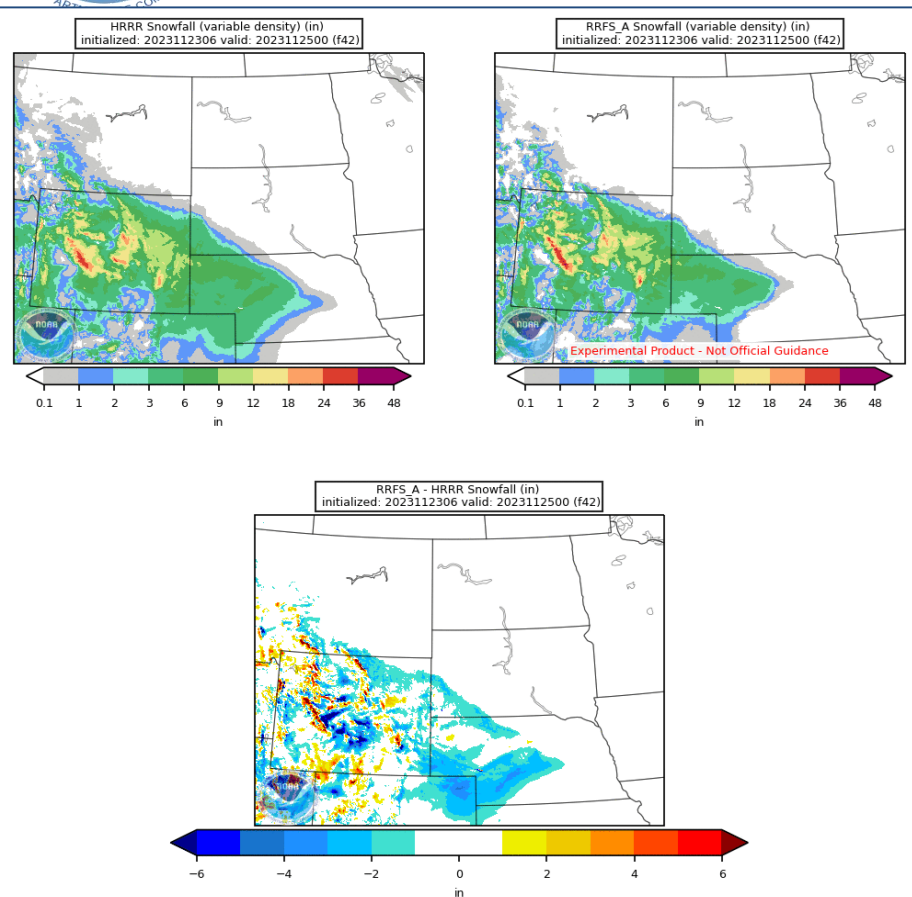 HRRR Snowfall (variable density) (in)
initialized: 2023112306 valid: 2023112500 (f42)
RRFS_A Snowfall (variable density) (in)
initialized: 2023112306 valid: 2023112500 (f42)
noaa
noaa
Experimental Product - Not Official Guidance
0.1 1 2 3 6 9 12 18 24 36 48
in
0.1 1 2 3 6 9 12 18 24 36 48
in
RRFS_A - HRRR Snowfall (in)
initialized: 2023112306 valid: 2023112500 (f42)
noaa
−6 −4 −2 0 2 4 6
in